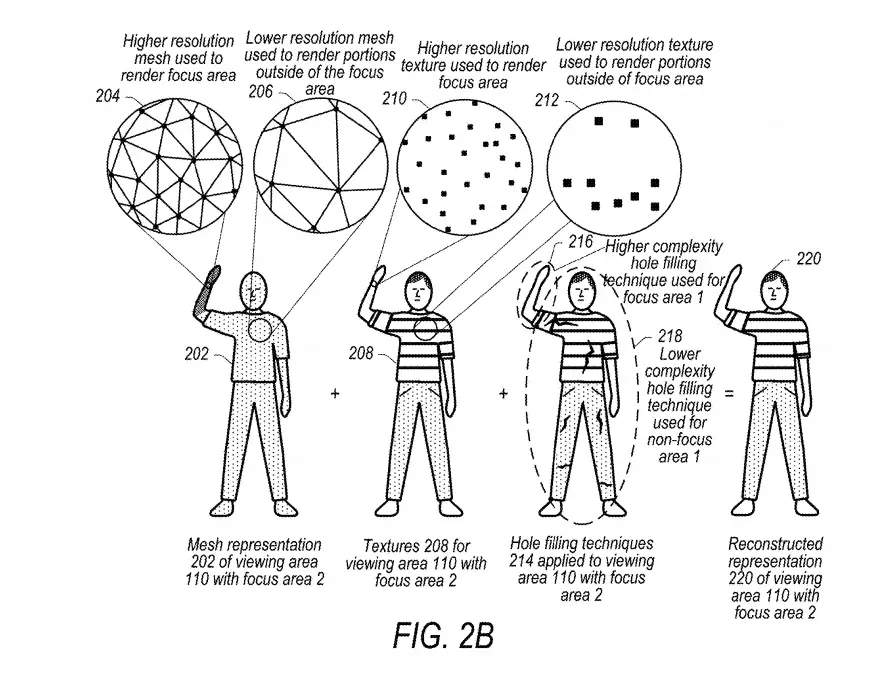 Higher resolution
mesh used to
render focus area
204
Lower resolution mesh
used to render portions
outside of the focus
area
206
Higher resolution
texture used to render
focus area
210
Lower resolution texture
used to render portions
outside of focus area
212
216
Higher complexity
hole filling
technique used for
focus area 1
220
202
208
218
Lower
complexity
hole filling
technique
used for
non-focus
area 1
+
+
=
Mesh representation
202 of viewing area
110 with focus area 2
Textures 208 for
viewing area 110 with
focus area 2
Hole filling techniques
214 applied to viewing
area 110 with focus
area 2
Reconstructed
representation
220 of viewing
area 110 with
focus area 2
FIG. 2B